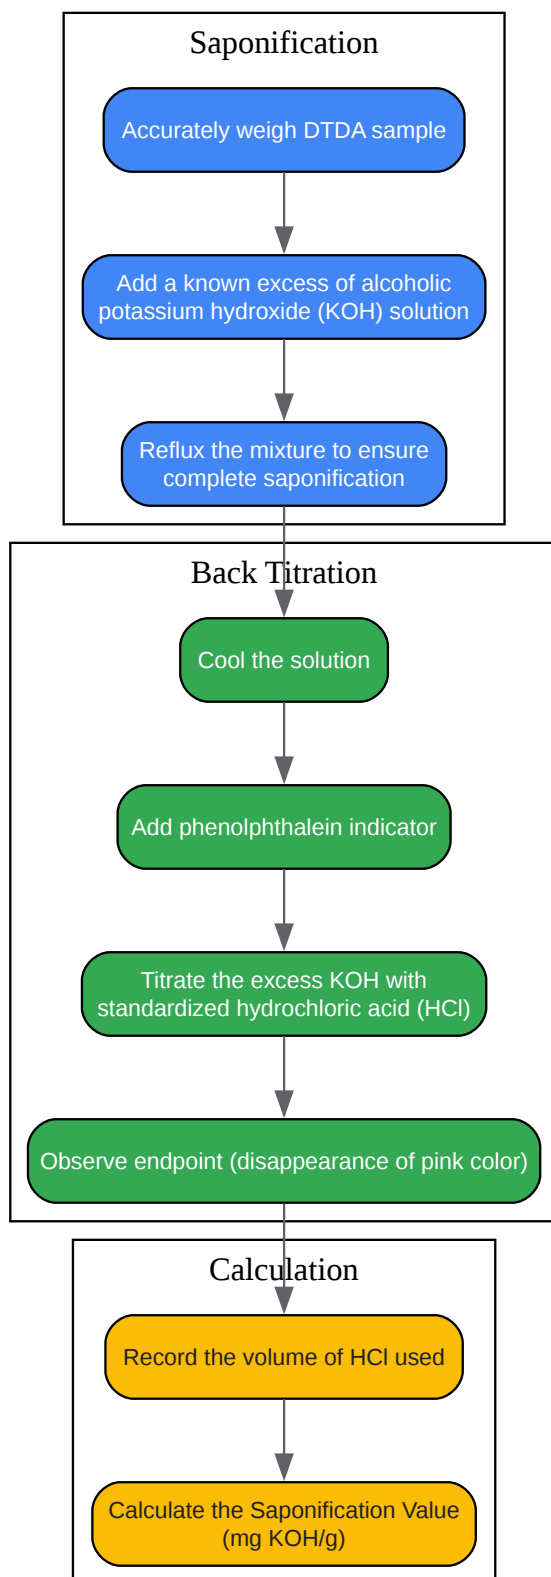 Saponification
Accurately weigh DTDA sample
Add a known excess of alcoholic
potassium hydroxide (KOH) solution
Reflux the mixture to ensure
complete saponification
Back Titration
Cool the solution
Add phenolphthalein indicator
Titrate the excess KOH with
standardized hydrochloric acid (HCl)
Observe endpoint (disappearance of pink color)
Calculation
Record the volume of HCl used
Calculate the Saponification Value
(mg KOH/g)